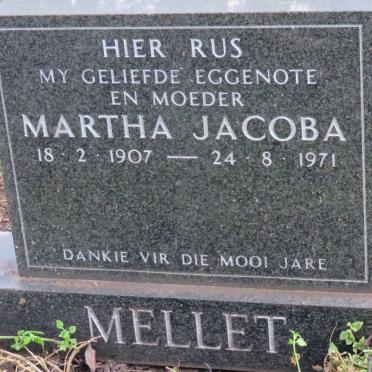 HIER RUS
MY GELIEFDE EGGENOTE
EN MOEDER
MARTHA JACOBA
18 · 2 · 1907 — 24 · 8 · 1971
DANKIE VIR DIE MOOI JARE
MELLET